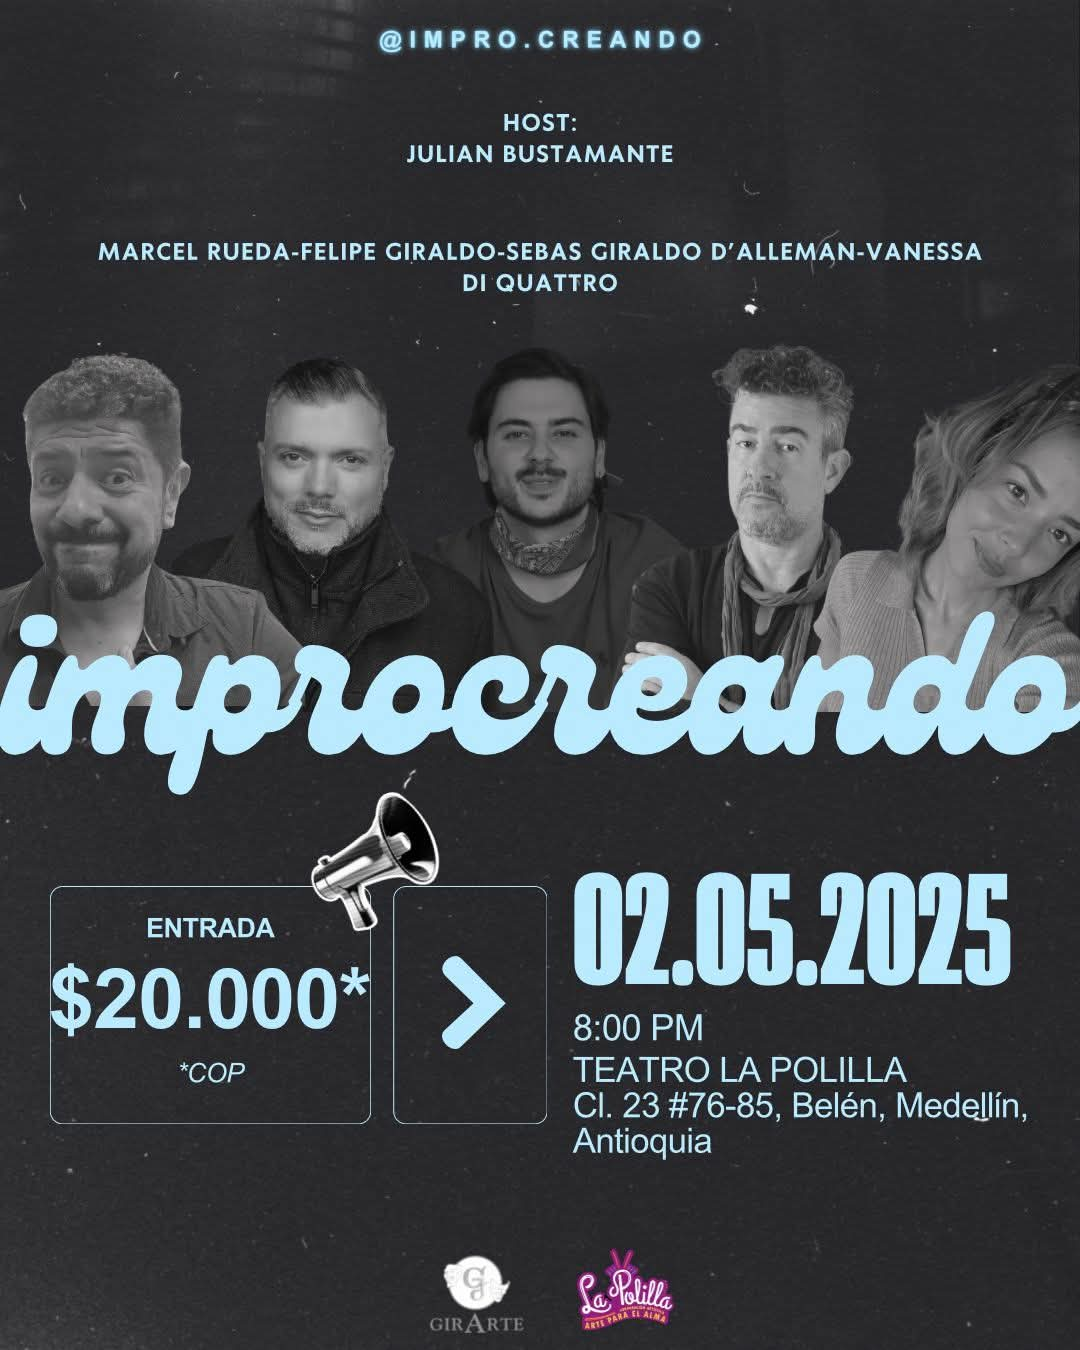 @IMPRO.CREANDO
HOST:
JULIAN BUSTAMANTE
MARCEL RUEDA-FELIPE GIRALDO-SEBAS GIRALDO D'ALLEMAN-VANESSA
DI QUATTRO
improcreando
ENTRADA
$20.000*
*COP
02.05.2025
8:00 PM
TEATRO LA POLILLA
Cl. 23 #76-85, Belén, Medellín,
Antioquia
G
GIRARTE
La Polilla
CORPORACIÓN ARTÍSTICA
ARTE PARA EL ALMA